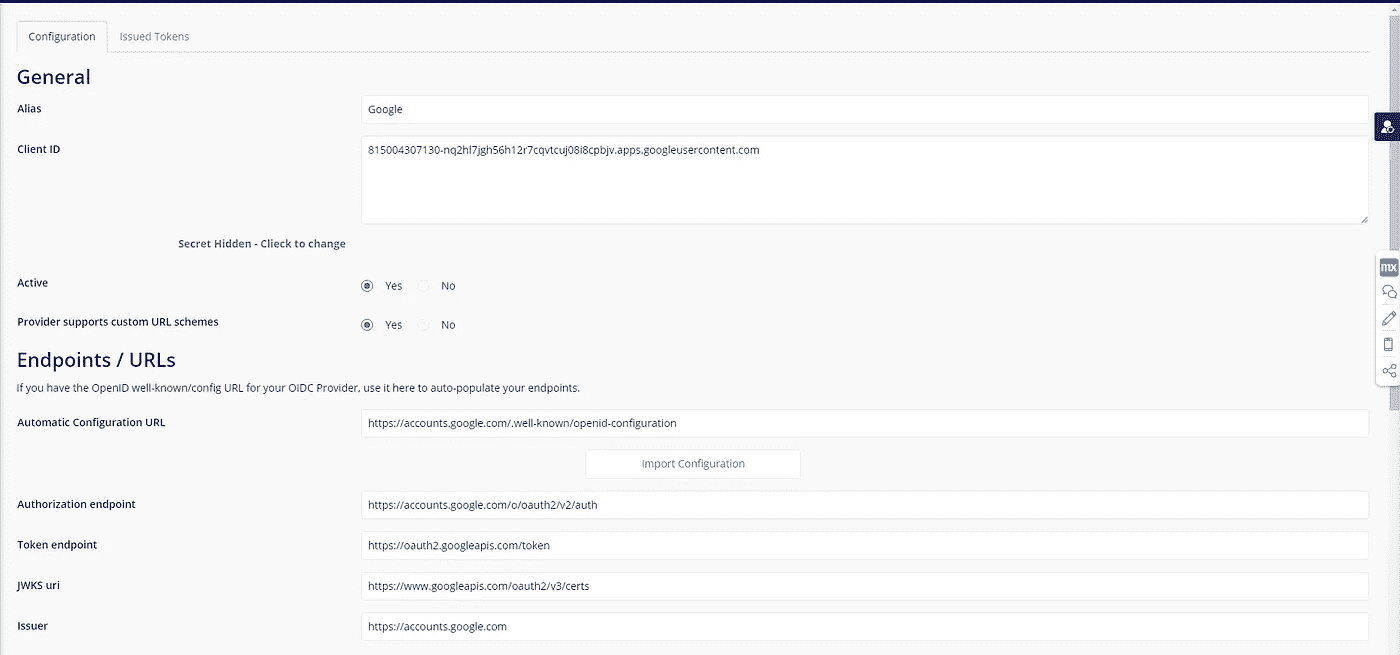 Configuration
Issued Tokens
General
Alias
Google
Client ID
815004307130-nq2hl7jgh56h12r7cqvtcuj08i8cpbjv.apps.googleusercontent.com
Secret Hidden - Clieck to change
Active
Yes
No
Provider supports custom URL schemes
Yes
No
Endpoints / URLs
If you have the OpenID well-known/config URL for your OIDC Provider, use it here to auto-populate your endpoints.
Automatic Configuration URL
https://accounts.google.com/.well-known/openid-configuration
Import Configuration
Authorization endpoint
https://accounts.google.com/o/oauth2/v2/auth
Token endpoint
https://oauth2.googleapis.com/token
JWKS uri
https://www.googleapis.com/oauth2/v3/certs
Issuer
https://accounts.google.com
mx